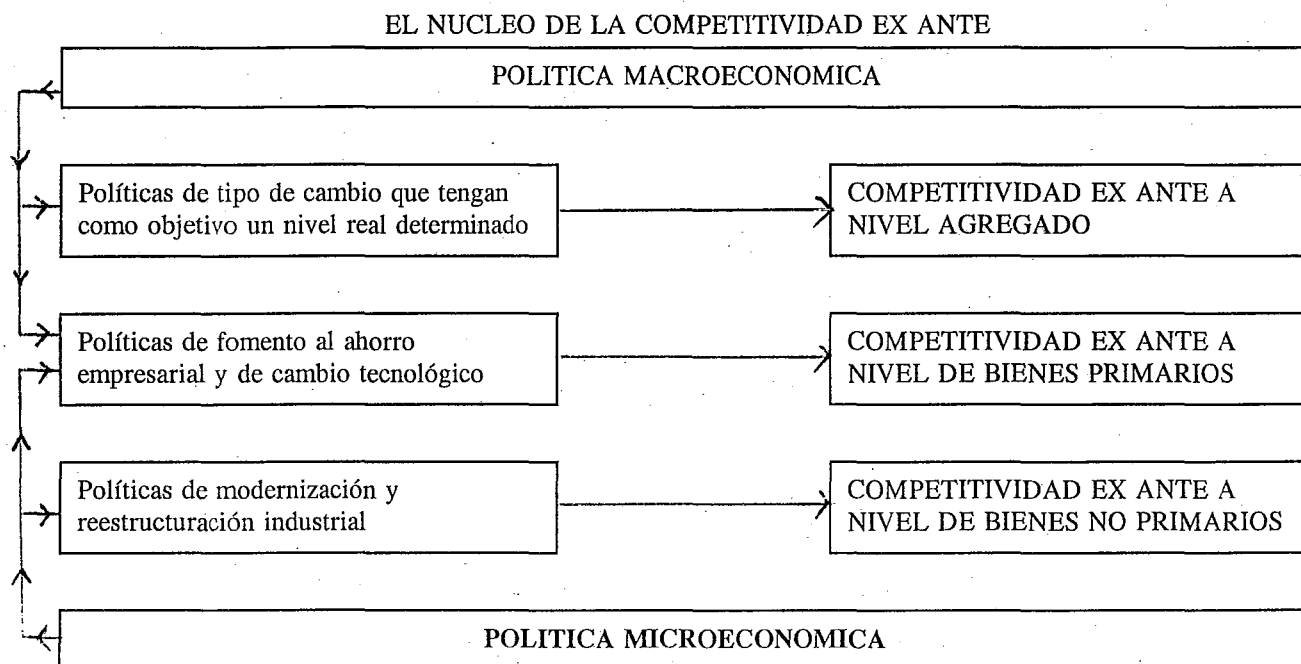 EL NUCLEO DE LA COMPETITIVIDAD EX ANTE
POLITICA MACROECONOMICA
Políticas de tipo de cambio que tengan
como objetivo un nivel real determinado
COMPETITIVIDAD EX ANTE A
NIVEL AGREGADO
Políticas de fomento al ahorro
empresarial y de cambio tecnológico
COMPETITIVIDAD EX ANTE A
NIVEL DE BIENES PRIMARIOS
Políticas de modernización y
reestructuración industrial
COMPETITIVIDAD EX ANTE A
NIVEL DE BIENES NO PRIMARIOS
POLITICA MICROECONOMICA